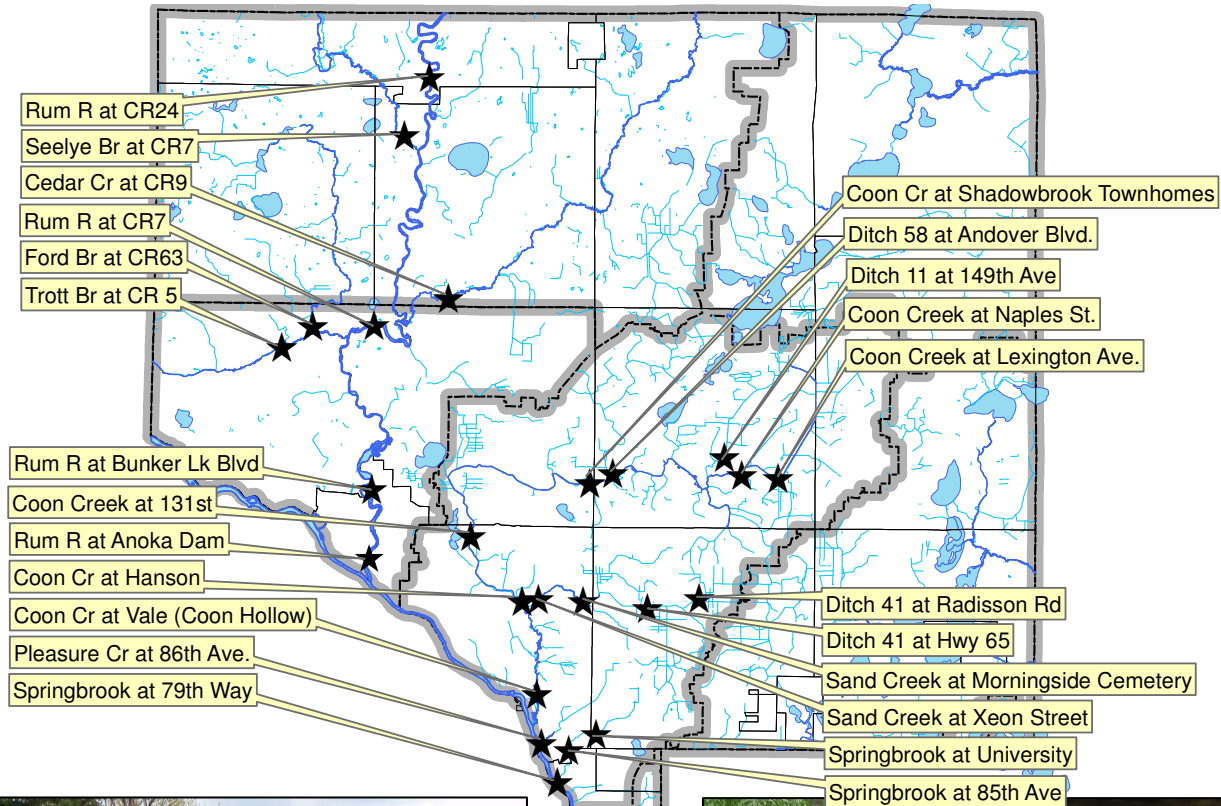 Rum R at CR24
Seelye Br at CR7
Cedar Cr at CR9
Rum R at CR7
Ford Br at CR63
Trott Br at CR 5
Coon Cr at Shadowbrook Townhomes
Ditch 58 at Andover Blvd.
Ditch 11 at 149th Ave
Coon Creek at Naples St.
Coon Creek at Lexington Ave.
Rum R at Bunker Lk Blvd
Coon Creek at 131st
Rum R at Anoka Dam
Coon Cr at Hanson
Coon Cr at Vale (Coon Hollow)
Pleasure Cr at 86th Ave.
Springbrook at 79th Way
Ditch 41 at Radisson Rd
Ditch 41 at Hwy 65
Sand Creek at Morningside Cemetery
Sand Creek at Xeon Street
Springbrook at University
Springbrook at 85th Ave